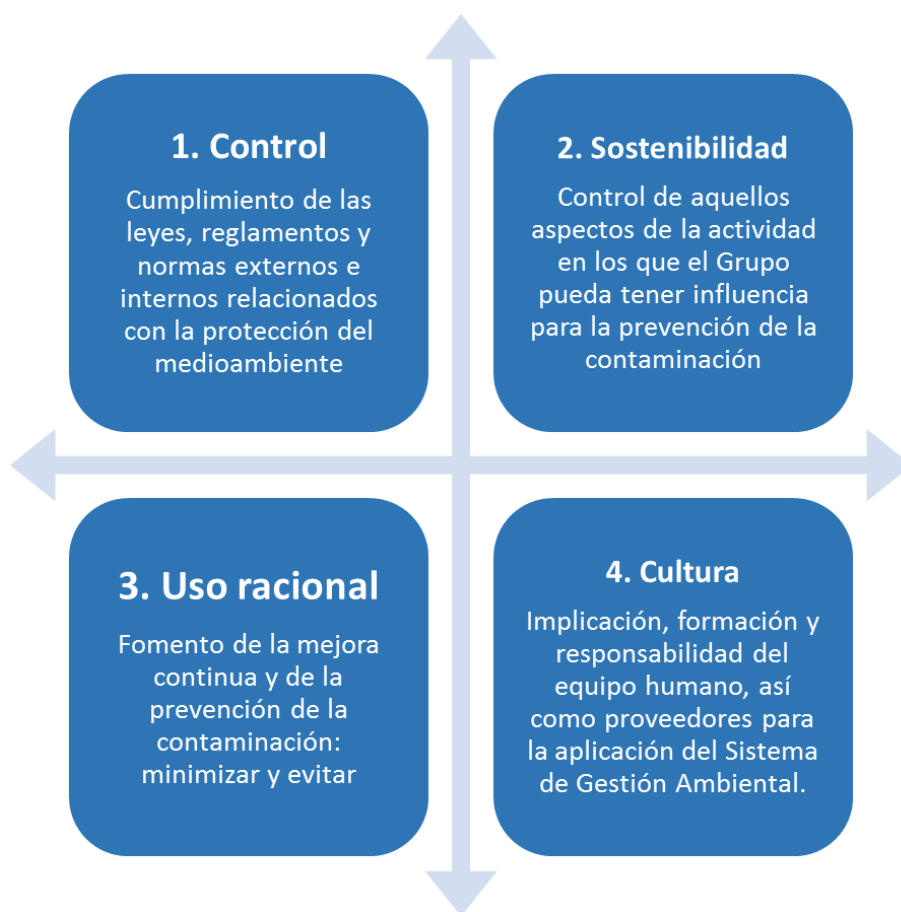 1. Control
Cumplimiento de las
leyes, reglamentos y
normas externos e
internos relacionados
con la protección del
medioambiente
2. Sostenibilidad
Control de aquellos
aspectos de la actividad
en los que el Grupo
pueda tener influencia
para la prevención de la
contaminación
3. Uso racional
Fomento de la mejora
continua y de la
prevención de la
contaminación:
minimizar y evitar
4. Cultura
Implicación, formación y
responsabilidad del
equipo humano, así
como proveedores para
la aplicación del Sistema
de Gestión Ambiental.